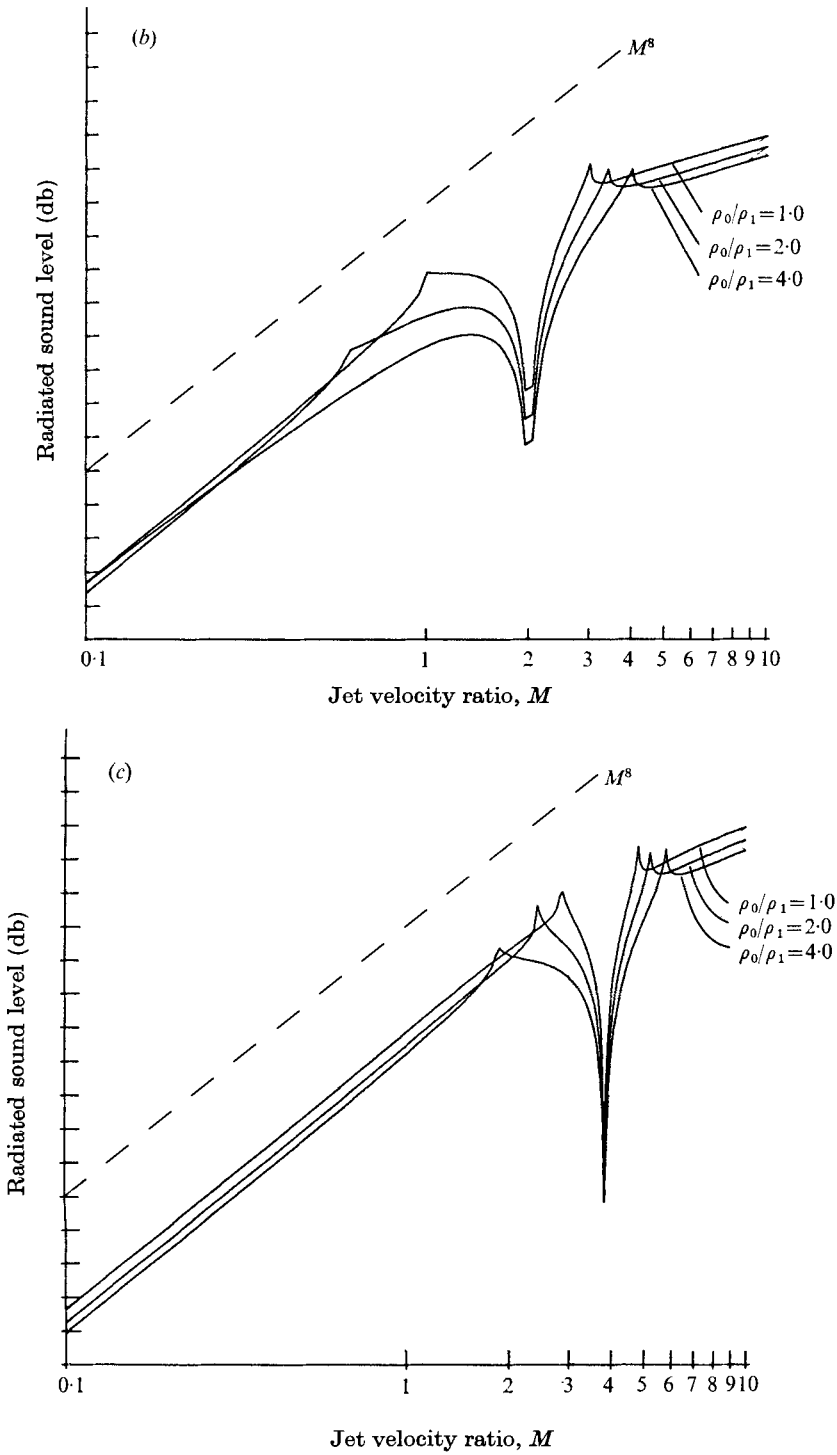 (b)
M⁸
Radiated sound level (db)
ρ₀/ρ₁=1·0
ρ₀/ρ₁=2·0
ρ₀/ρ₁=4·0
0·1 1 2 3 4 5 6 7 8 9 10
Jet velocity ratio, M
(c)
M⁸
Radiated sound level (db)
ρ₀/ρ₁=1·0
ρ₀/ρ₁=2·0
ρ₀/ρ₁=4·0
0·1 1 2 3 4 5 6 7 8 9 10
Jet velocity ratio, M